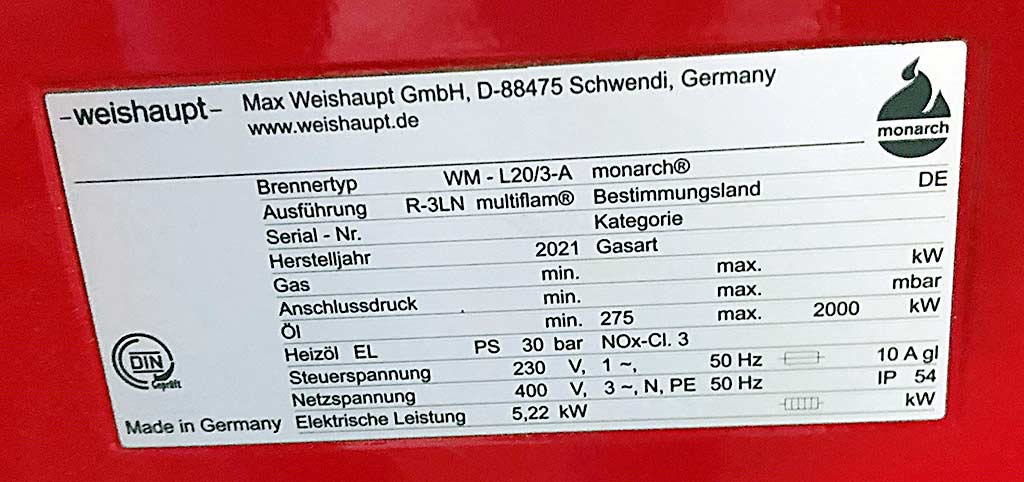 -weishaupt- Max Weishaupt GmbH, D-88475 Schwendi, Germany
www.weishaupt.de
monarch
Brennertyp WM - L20/3-A monarch®
Ausführung R-3LN multiflam® Bestimmungsland DE
Serial - Nr. Kategorie
Herstelljahr 2021 Gasart
Gas min. max. kW
Anschlussdruck min. max. mbar
Öl min. 275 max. 2000 kW
Heizöl EL PS 30 bar NOx-Cl. 3
Steuerspannung 230 V, 1 ~, 50 Hz 10 A gl
Netzspannung 400 V, 3 ~, N, PE 50 Hz IP 54
Elektrische Leistung 5,22 kW kW
DIN
Geprüft
Made in Germany